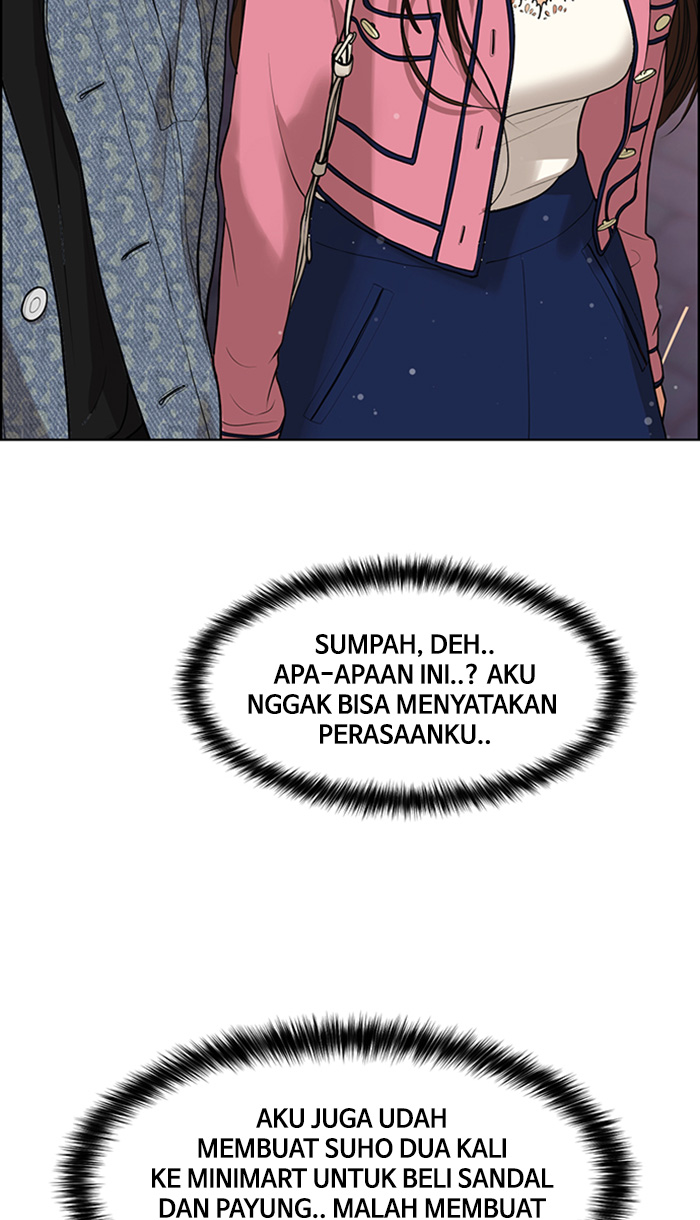 SUMPAH, DEH..
APA-APAAN INI..? AKU
NGGAK BISA MENYATAKAN
PERASAANKU..
AKU JUGA UDAH
MEMBUAT SUHO DUA KALI
KE MINIMART UNTUK BELI SANDAL
DAN PAYUNG.. MALAH MEMBUAT